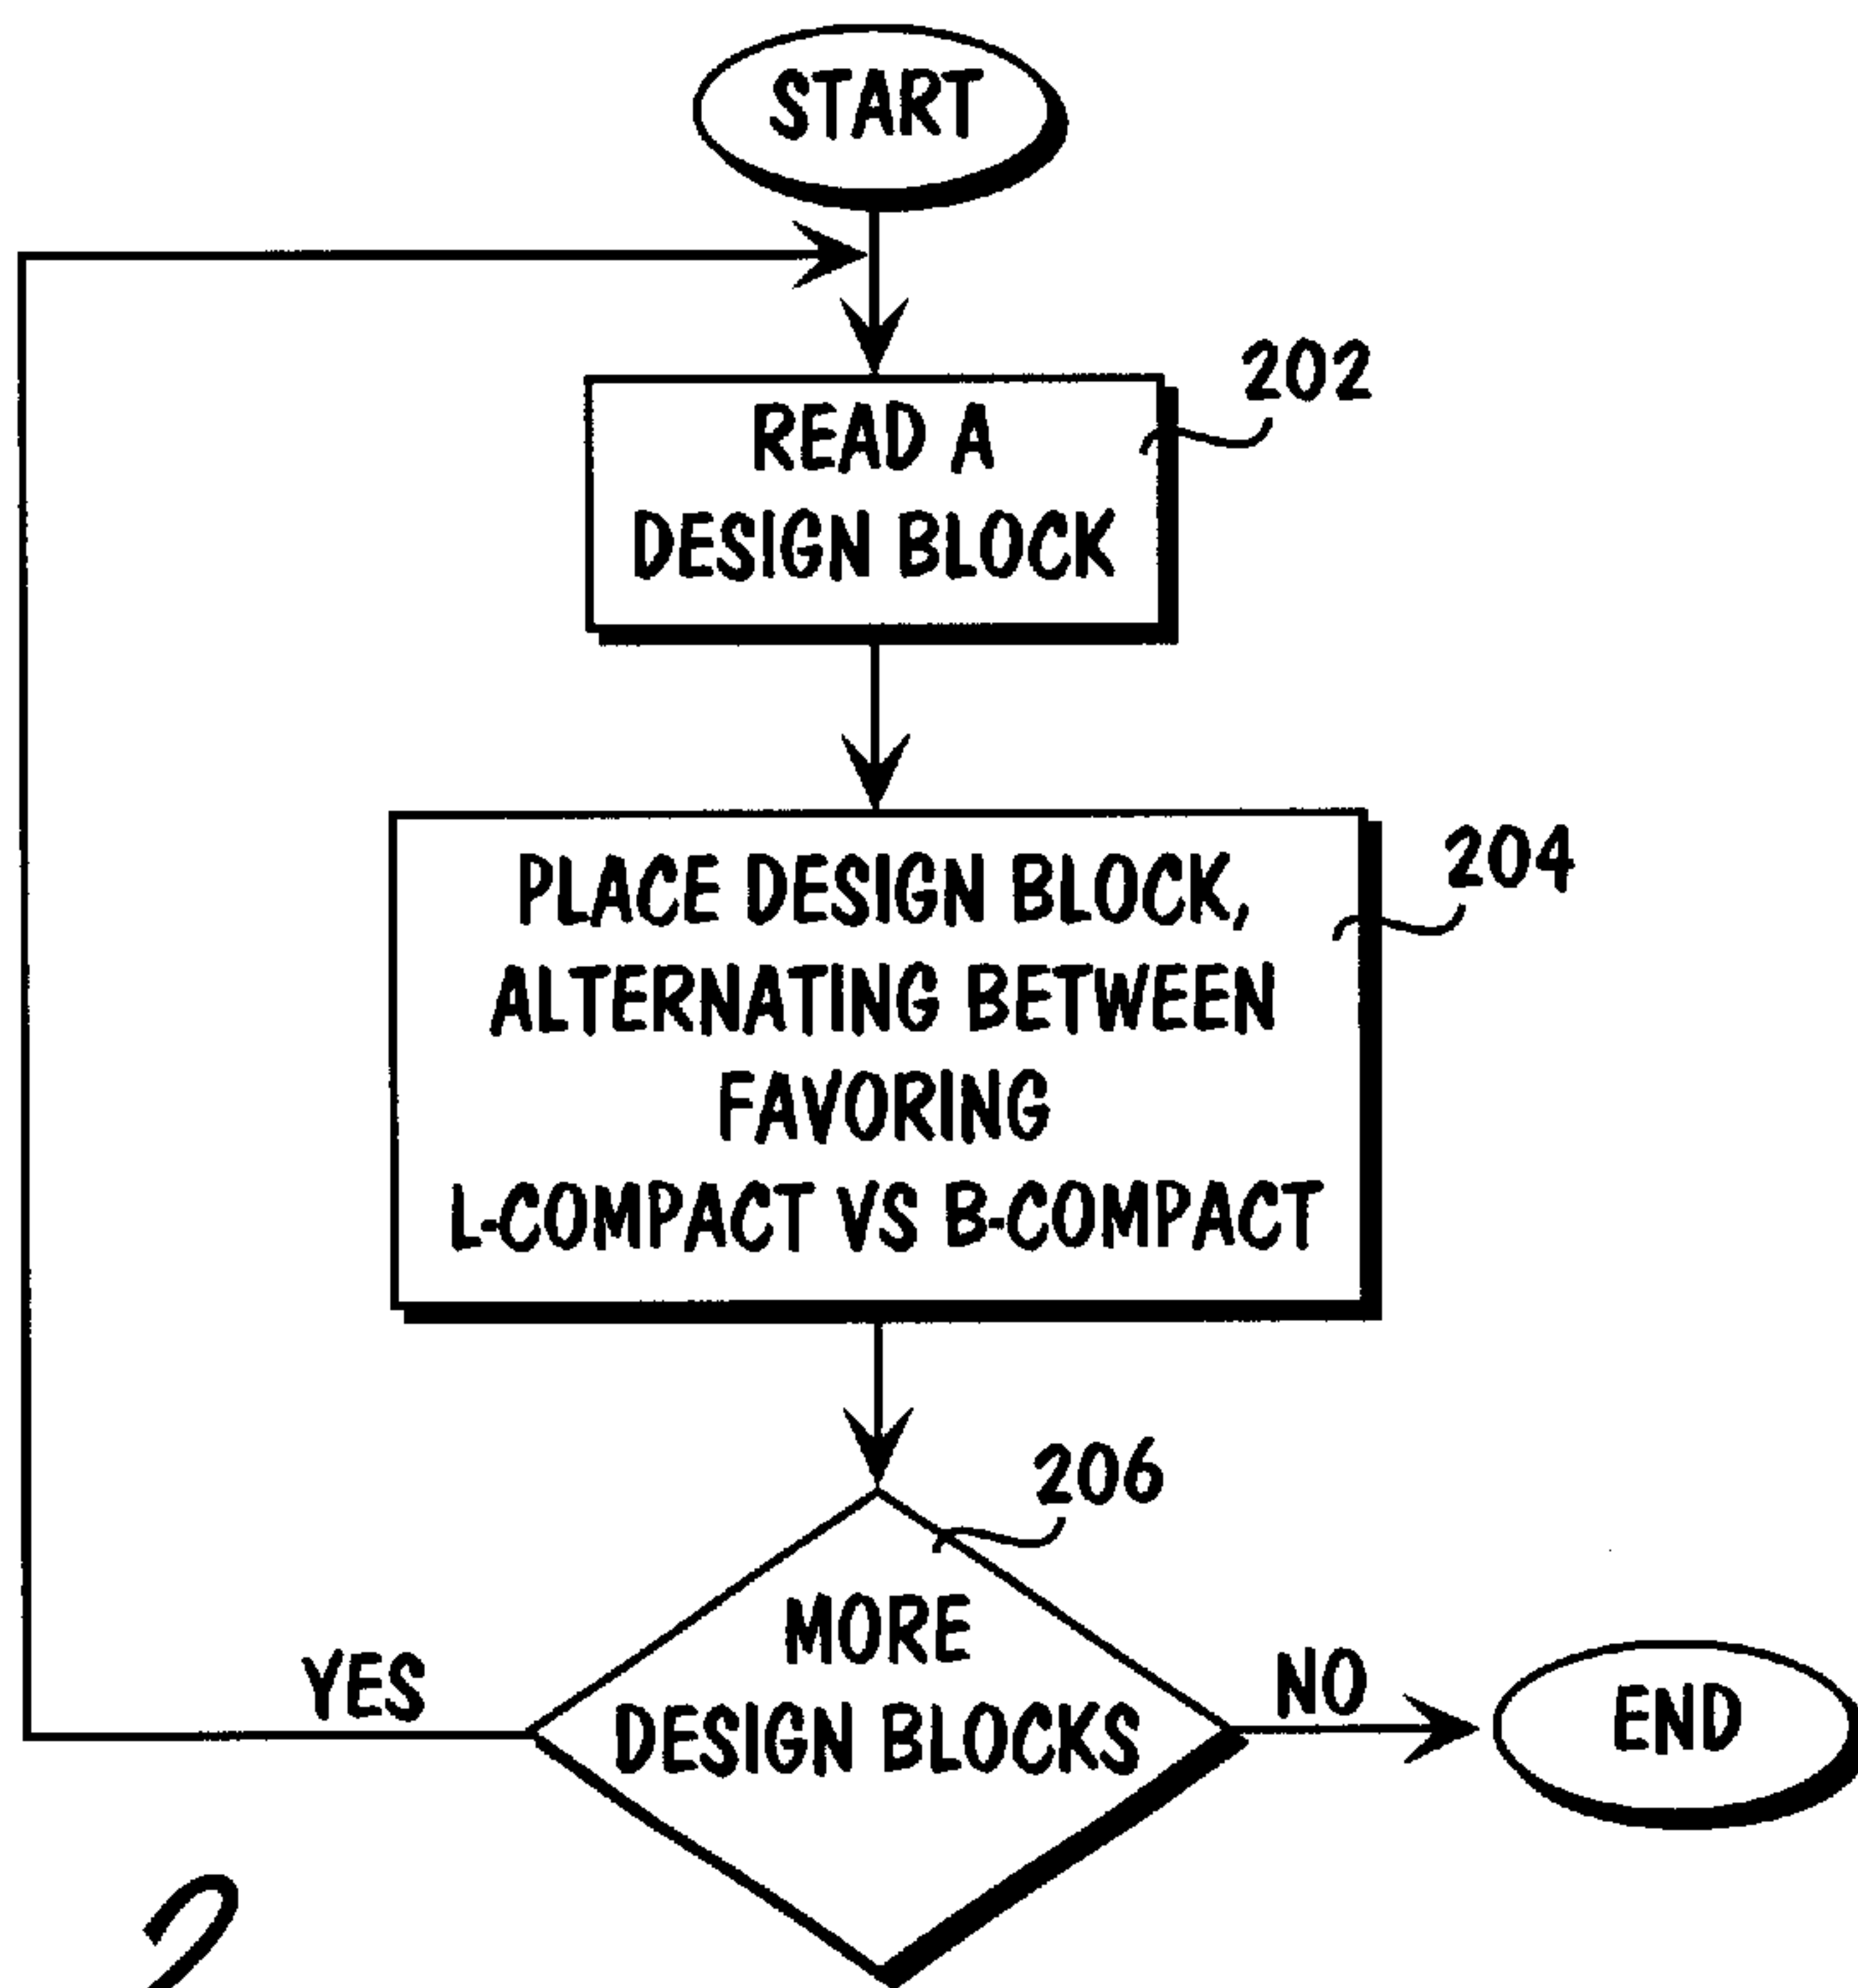 START
202
READ A
DESIGN BLOCK
204
PLACE DESIGN BLOCK,
ALTERNATING BETWEEN
FAVORING
L-COMPACT VS B-COMPACT
206
MORE
DESIGN BLOCKS
YES
NO
END
2